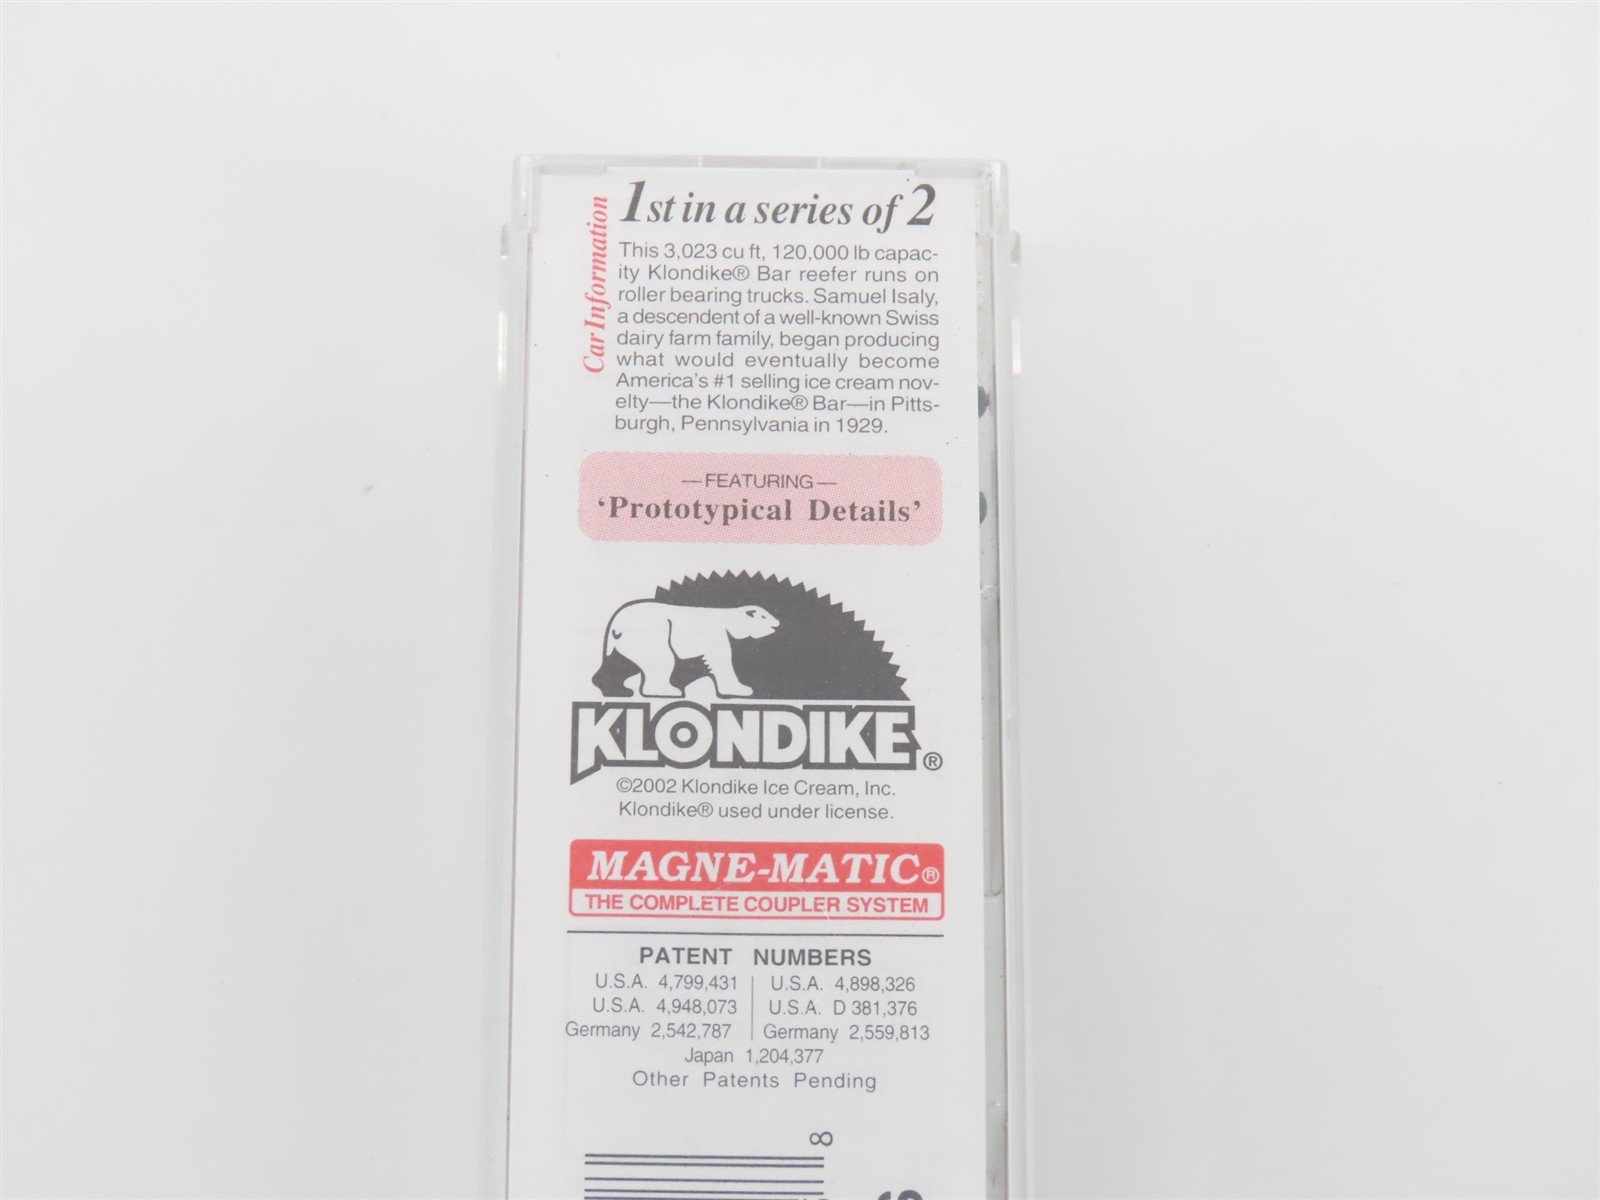 Car Information
1st in a series of 2
This 3,023 cu ft, 120,000 lb capac-
ity Klondike® Bar reefer runs on
roller bearing trucks. Samuel Isaly,
a descendent of a well-known Swiss
dairy farm family, began producing
what would eventually become
America's #1 selling ice cream nov-
elty—the Klondike® Bar—in Pitts-
burgh, Pennsylvania in 1929.
—FEATURING—
‘Prototypical Details’
KLONDIKE®
©2002 Klondike Ice Cream, Inc.
Klondike® used under license.
MAGNE-MATIC®
THE COMPLETE COUPLER SYSTEM
PATENT NUMBERS
U.S.A. 4,799,431 | U.S.A. 4,898,326
U.S.A. 4,948,073 | U.S.A. D 381,376
Germany 2,542,787 | Germany 2,559,813
Japan 1,204,377
Other Patents Pending
8